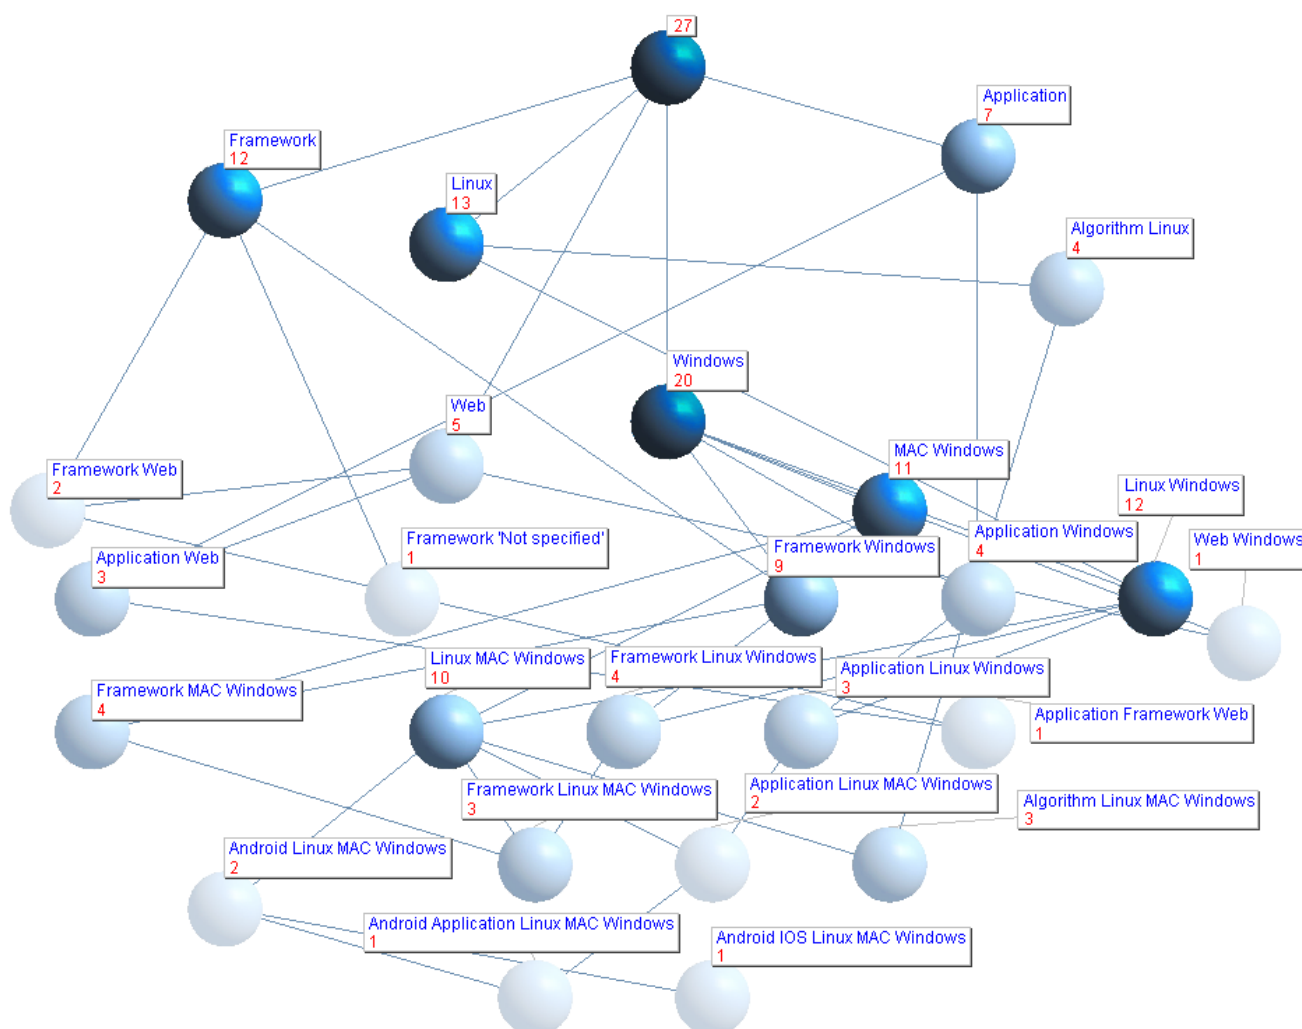 27
Application
7
Framework
12
Linux
13
Algorithm Linux
4
Windows
20
Web
5
MAC Windows
11
Framework Web
2
Linux Windows
12
Application Windows
4
Framework 'Not specified'
1
Web Windows
1
Framework Windows
9
Application Web
3
Linux MAC Windows
10
Framework Linux Windows
4
Application Linux Windows
3
Framework MAC Windows
4
Application Framework Web
1
Application Linux MAC Windows
2
Framework Linux MAC Windows
3
Algorithm Linux MAC Windows
3
Android Linux MAC Windows
2
Android Application Linux MAC Windows
1
Android IOS Linux MAC Windows
1